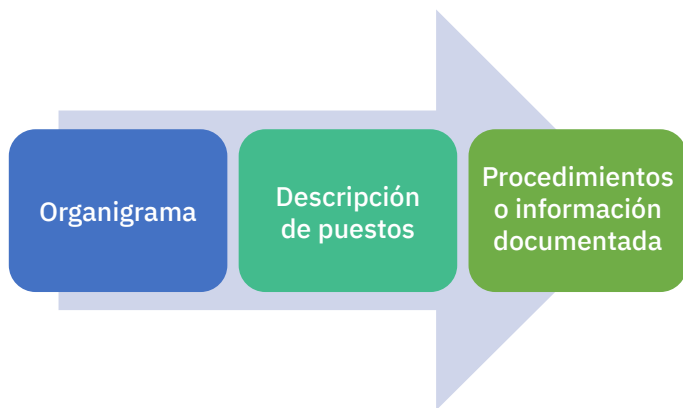 Organigrama
Descripción
de puestos
Procedimientos
o información
documentada